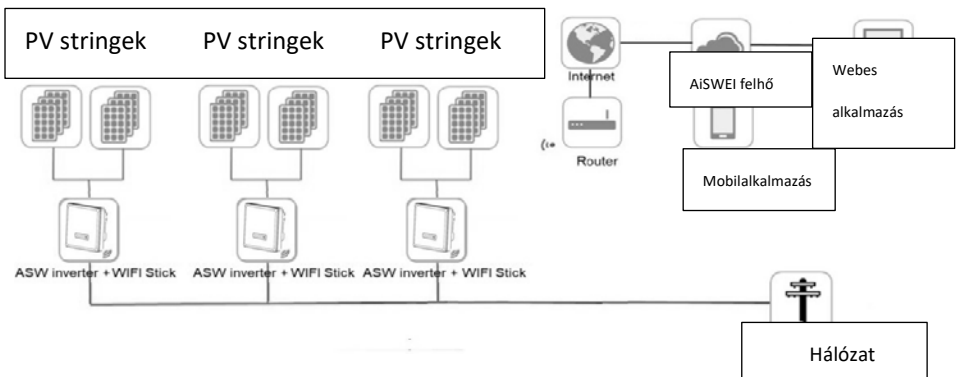 PV stringek PV stringek PV stringek
Internet
AiSWEI felhő
Webes
alkalmazás
Router
Mobilalkalmazás
ASW inverter + WIFI Stick ASW inverter + WIFI Stick ASW inverter + WIFI Stick
Hálózat